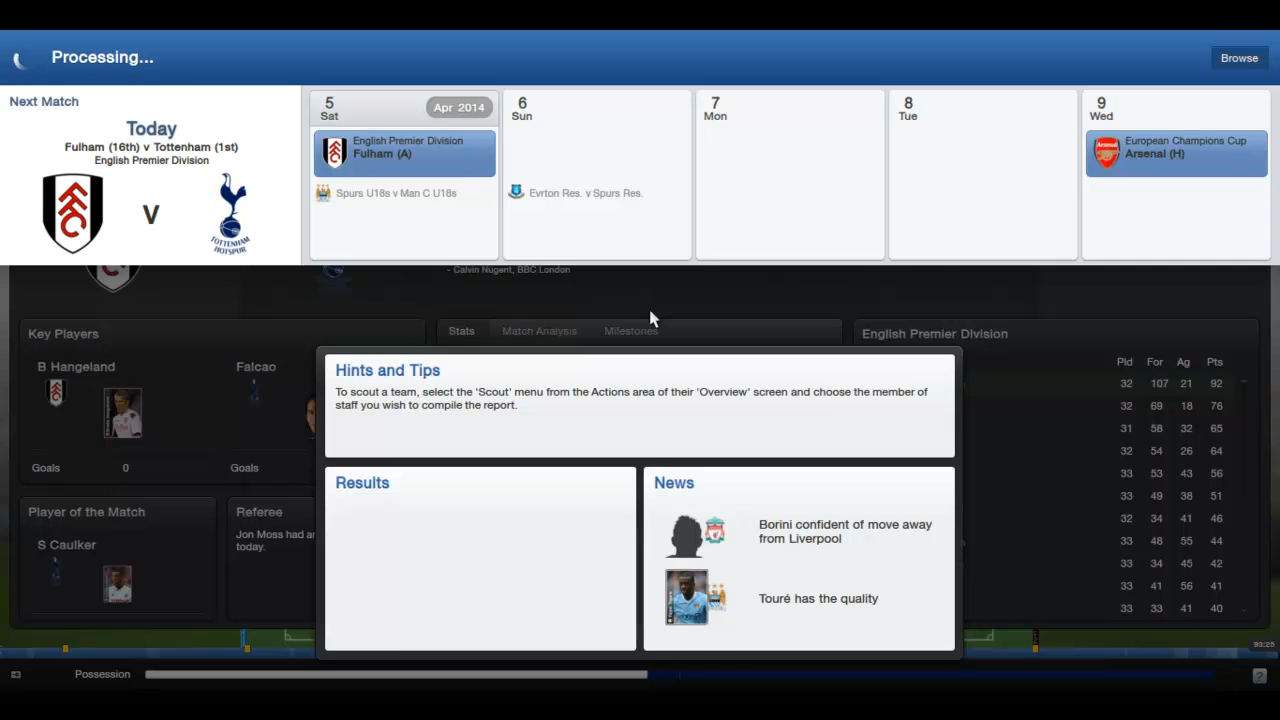 Processing...
Browse
Next Match
Today
Fulham (16th) v Tottenham (1st)
English Premier Division
V
TOTTENHAM
HOTSPUR
5
Sat
Apr 2014
English Premier Division
Fulham (A)
Spurs U18s v Man C U18s
6
Sun
Evrton Res. v Spurs Res.
7
Mon
8
Tue
9
Wed
Arsenal
European Champions Cup
Arsenal (H)
- Calvin Nugent, BBC London
Key Players
B Hangeland
Falcao
Goals
0
Goals
Stats
Match Analysis
Milestones
English Premier Division
Pld For Ag Pts
32 107 21 92
32 69 18 76
31 58 32 65
32 54 26 64
33 53 43 56
33 49 38 51
32 34 41 46
33 48 55 44
33 34 45 42
33 41 56 41
33 33 41 40
Hints and Tips
To scout a team, select the 'Scout' menu from the Actions area of their 'Overview' screen and choose the member of
staff you wish to compile the report.
Results
News
Borini confident of move away
from Liverpool
Touré has the quality
Player of the Match
S Caulker
Referee
Jon Moss had an
today.
93:25
Possession
?